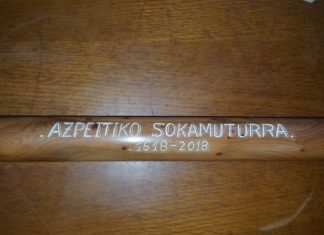 . AZPEITIKO SOKAMUTURRA .
. 1518-2018